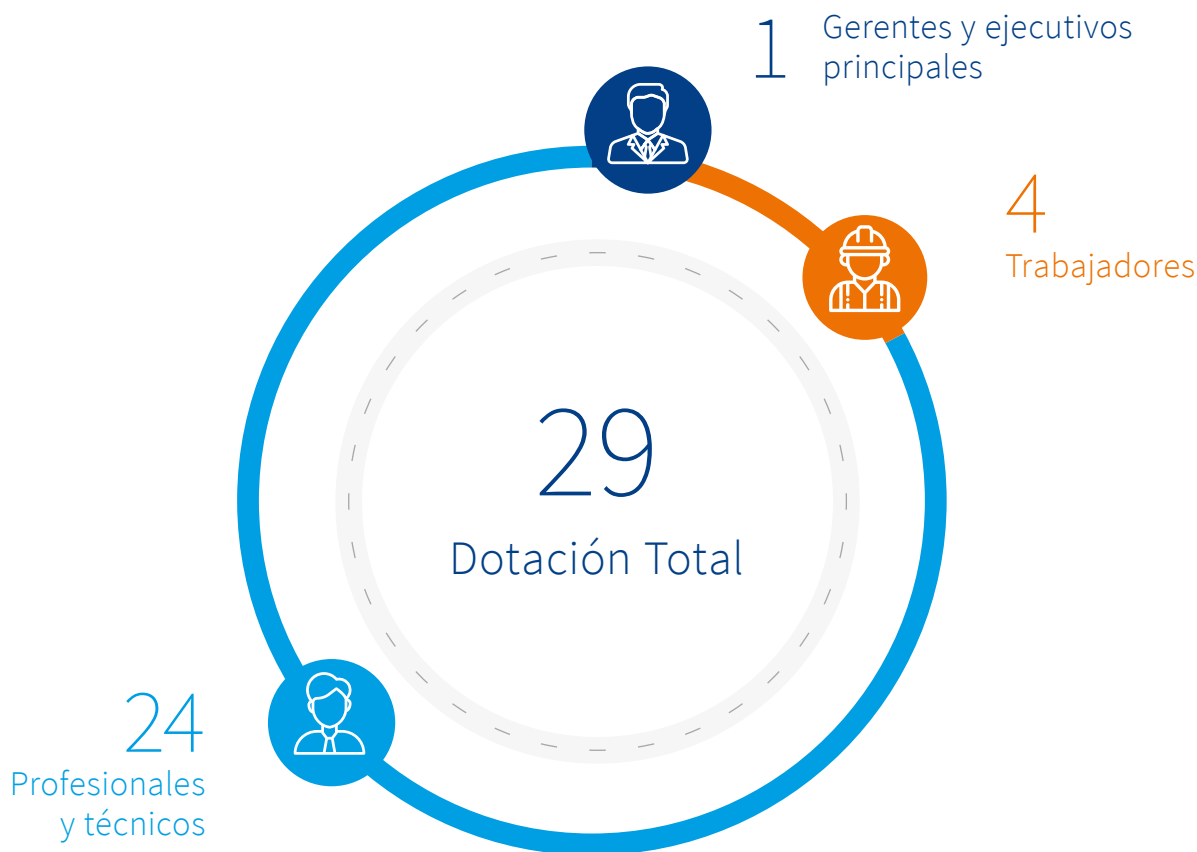 1
Gerentes y ejecutivos
principales
4
Trabajadores
29
Dotación Total
24
Profesionales
y técnicos